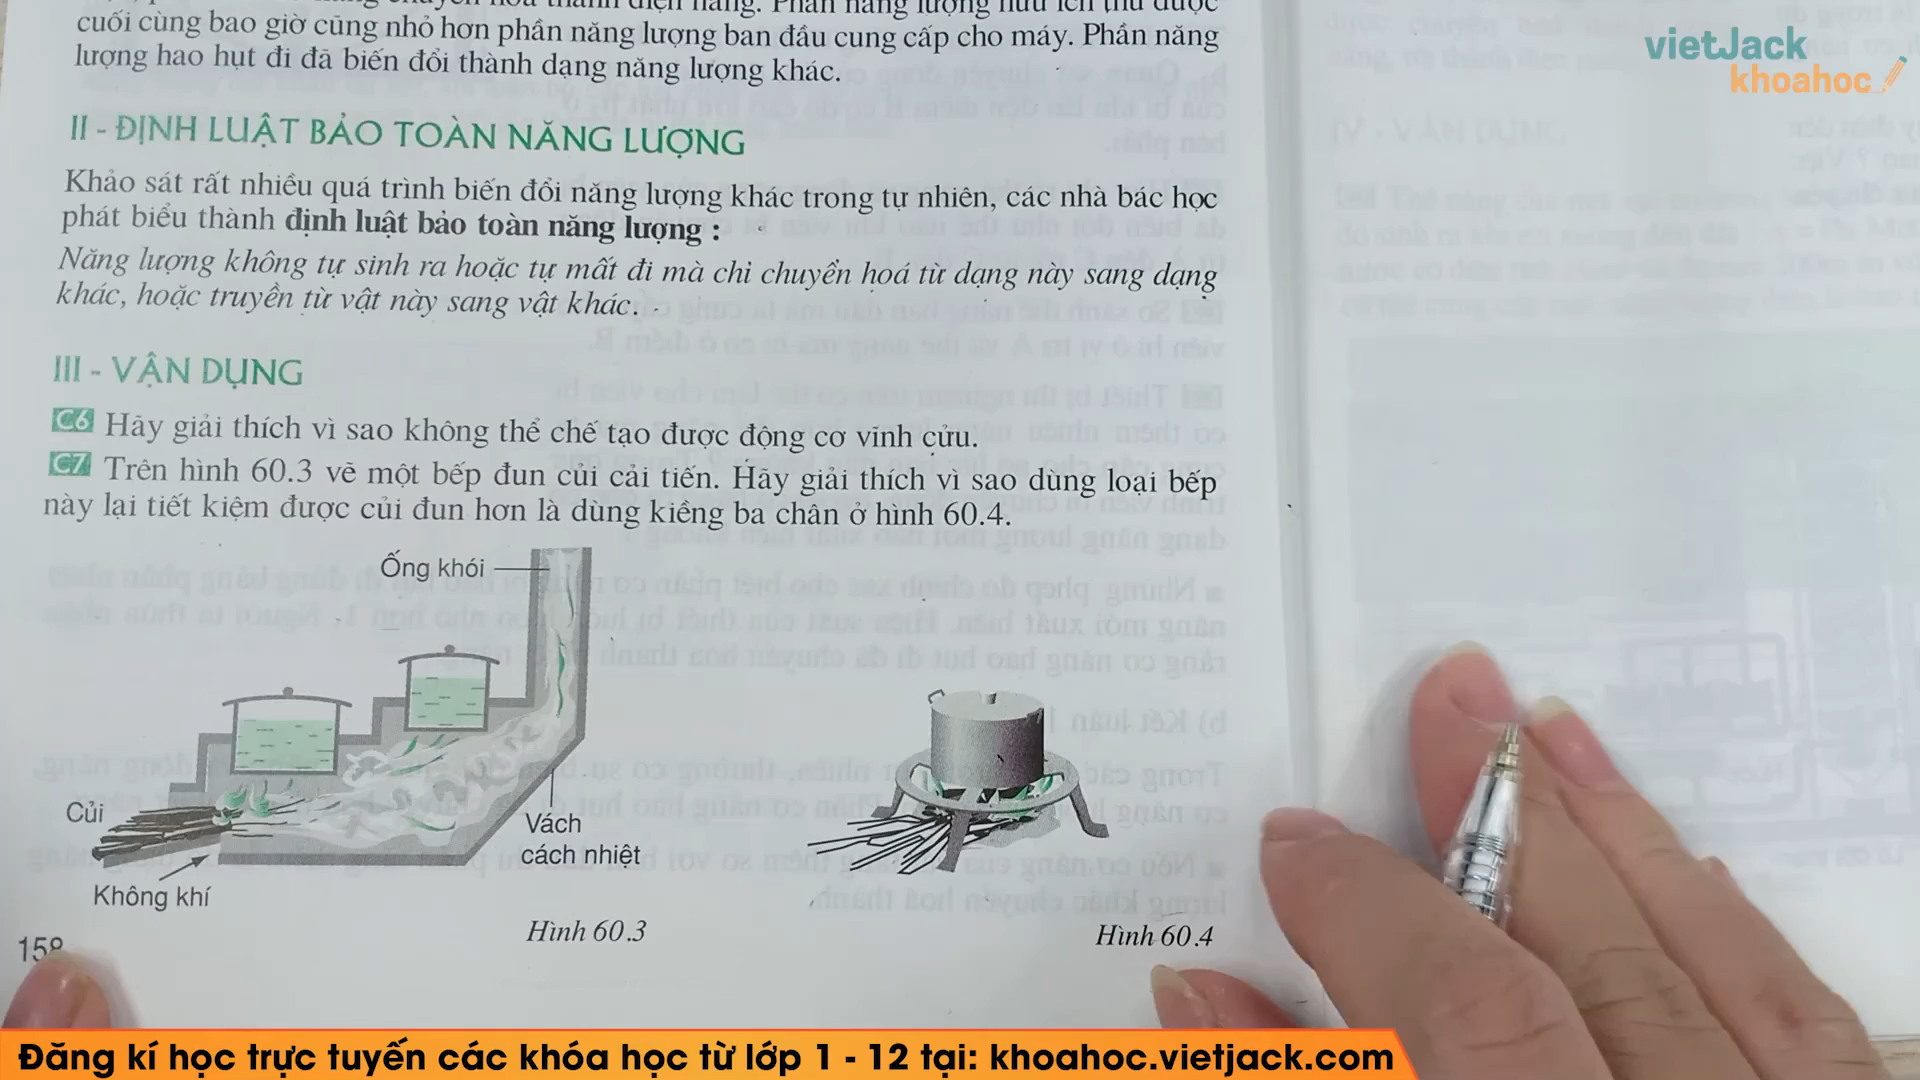 cuối cùng bao giờ cũng nhỏ hơn phần năng lượng ban đầu cung cấp cho máy. Phần năng
lượng hao hụt đi đã biến đổi thành dạng năng lượng khác.
vietJack
khoahoc
II - ĐỊNH LUẬT BẢO TOÀN NĂNG LƯỢNG
Khảo sát rất nhiều quá trình biến đổi năng lượng khác trong tự nhiên, các nhà bác học
phát biểu thành định luật bảo toàn năng lượng :
Năng lượng không tự sinh ra hoặc tự mất đi mà chỉ chuyển hoá từ dạng này sang dạng
khác, hoặc truyền từ vật này sang vật khác.
III - VẬN DỤNG
C6 Hãy giải thích vì sao không thể chế tạo được động cơ vĩnh cửu.
C7 Trên hình 60.3 vẽ một bếp đun củi cải tiến. Hãy giải thích vì sao dùng loại bếp
này lại tiết kiệm được củi đun hơn là dùng kiềng ba chân ở hình 60.4.
Ống khói
Củi
Vách
cách nhiệt
Không khí
Hình 60.3
Hình 60.4
158
Đăng kí học trực tuyến các khóa học từ lớp 1 - 12 tại: khoahoc.vietjack.com